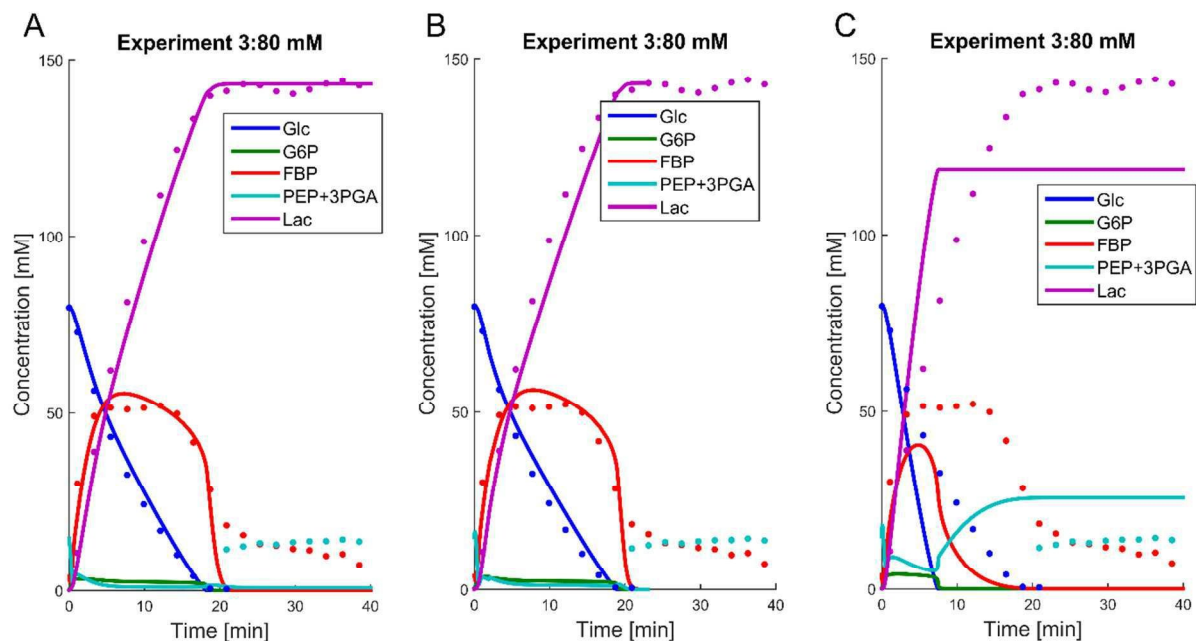 A
Experiment 3:80 mM
150
100
50
0
Concentration [mM]
0
10
20
30
40
Time [min]
Glc
G6P
FBP
PEP+3PGA
Lac
B
Experiment 3:80 mM
150
100
50
0
Concentration [mM]
0
10
20
30
40
Time [min]
Glc
G6P
FBP
PEP+3PGA
Lac
C
Experiment 3:80 mM
150
100
50
0
Concentration [mM]
0
10
20
30
40
Time [min]
Glc
G6P
FBP
PEP+3PGA
Lac